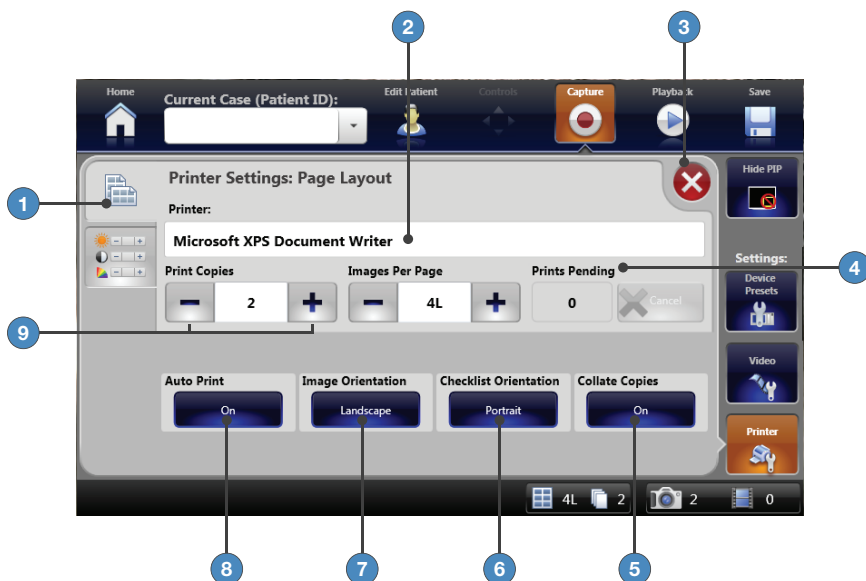 2
3
Home
Current Case (Patient ID):
Edit Patient
Controls
Capture
Playback
Save
1
Printer Settings: Page Layout
Hide PIP
Printer:
Microsoft XPS Document Writer
Settings:
Print Copies
Images Per Page
Prints Pending
4
Device
Presets
2
4L
0
Cancel
9
Video
Auto Print
Image Orientation
Checklist Orientation
Collate Copies
On
Landscape
Portrait
On
Printer
4L
2
2
0
8
7
6
5